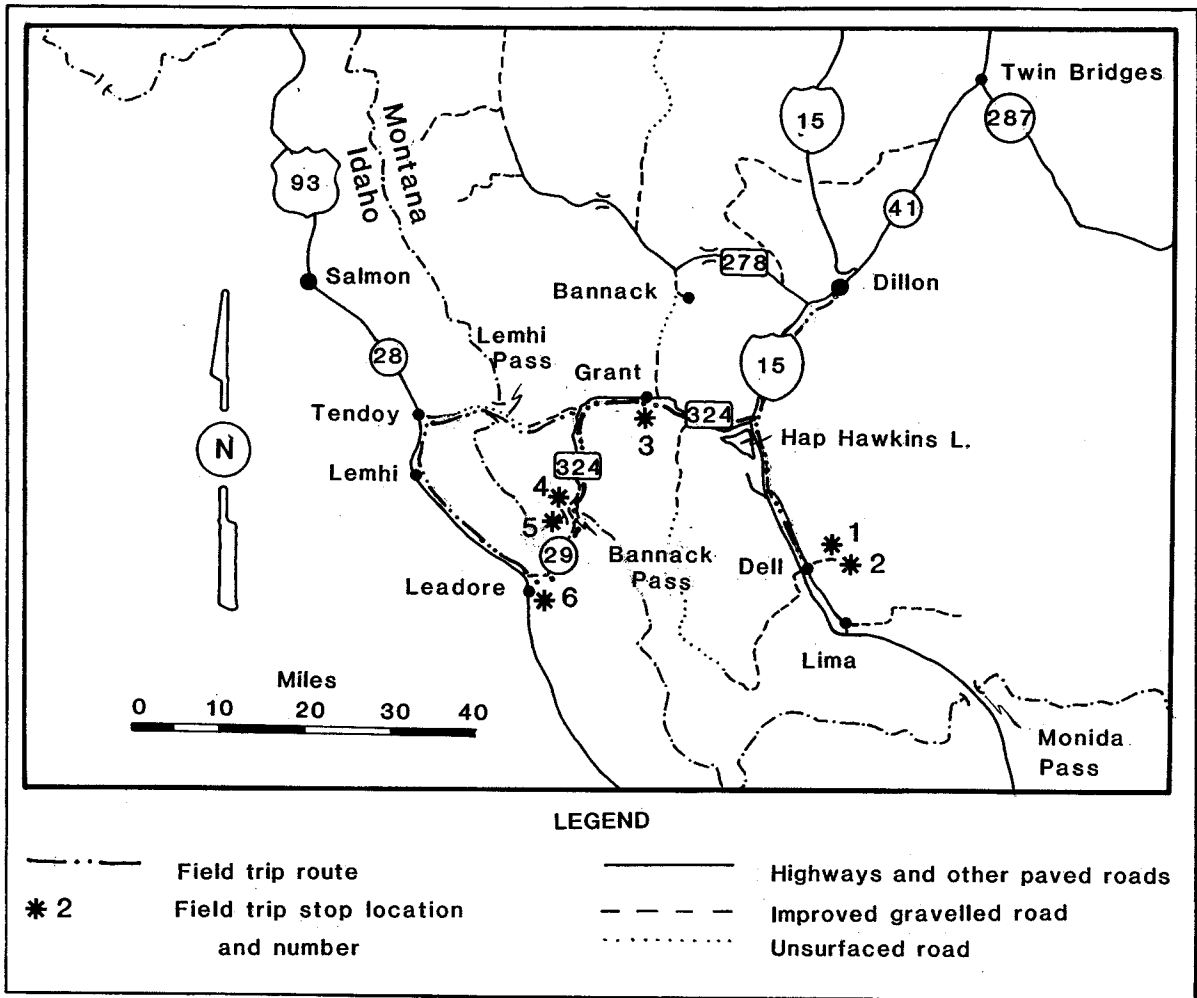 Twin Bridges
15
287
Montana
Idaho
93
41
278
Salmon
Bannack
Dillon
Lemhi
Pass
28
Grant
15
Tendoy
324
3
Hap Hawkins L.
N
Lemhi
324
4
5
1
29
Bannack
Pass
Dell
2
Leadore
6
Lima
Miles
0 10 20 30 40
Monida
Pass
LEGEND
Field trip route
Highways and other paved roads
2 Field trip stop location
and number
Improved gravelled road
Unsurfaced road